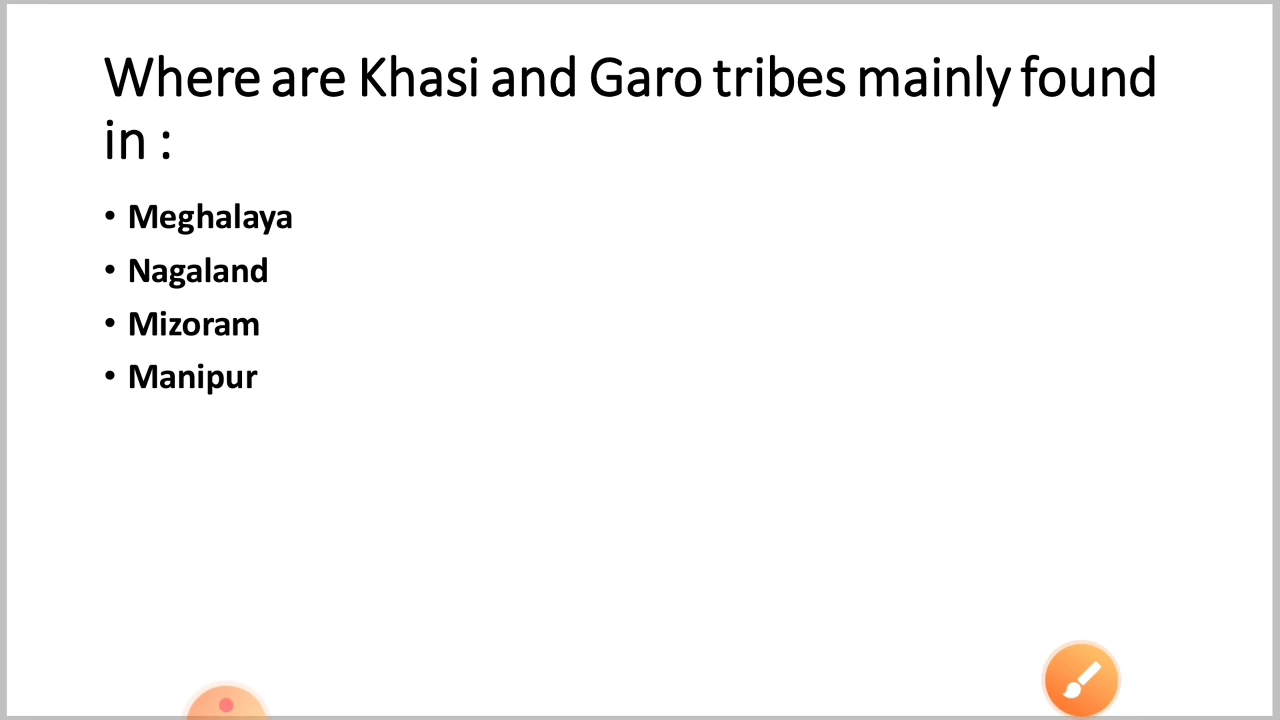 Where are Khasi and Garo tribes mainly found
in :
• Meghalaya
• Nagaland
• Mizoram
• Manipur